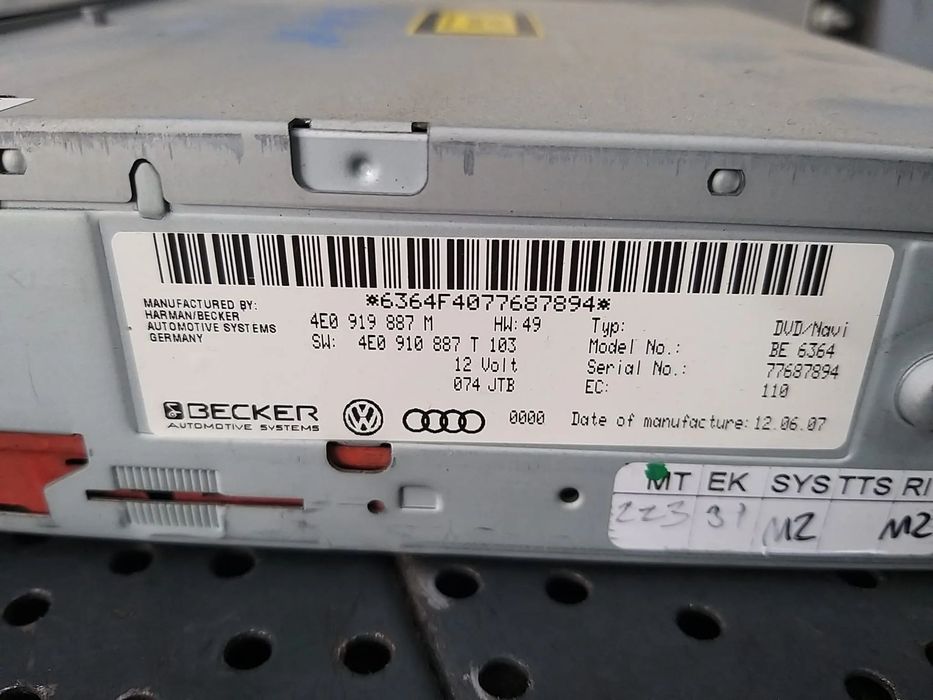 *6364F4077687894*
MANUFACTURED BY:
HARMAN/BECKER
AUTOMOTIVE SYSTEMS
GERMANY
4E0 919 887 M HW: 49
SW: 4E0 910 887 T 103
12 Volt
074 JTB
Typ: DVD/Navi
Model No.: BE 6364
Serial No.: 77687894
EC: 110
BECKER
AUTOMOTIVE SYSTEMS
0000 Date of manufacture: 12.06.07
MT EK SYS TTS RI
223 MZ MZ